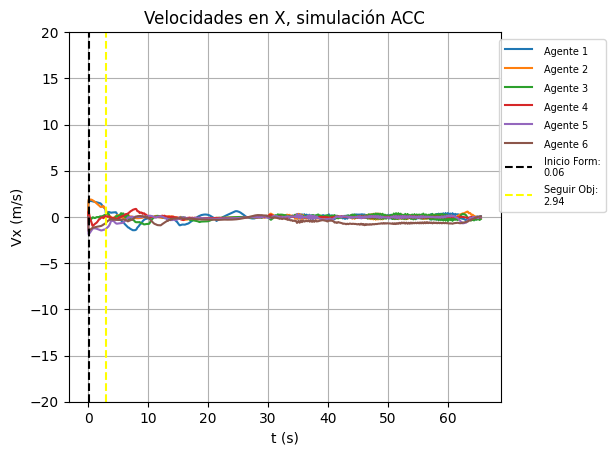 Velocidades en X, simulación ACC
Vx (m/s)
20
15
10
5
0
−5
−10
−15
−20
0
10
20
30
40
50
60
t (s)
Agente 1
Agente 2
Agente 3
Agente 4
Agente 5
Agente 6
Inicio Form:
0.06
Seguir Obj:
2.94